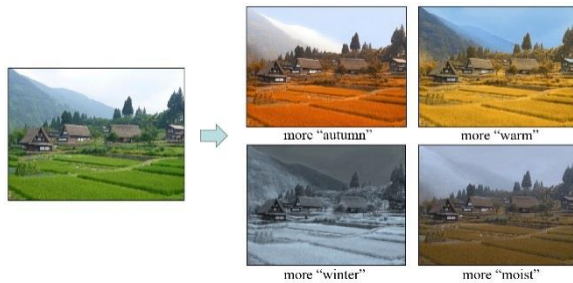 more “autumn”
more “warm”
more “winter”
more “moist”